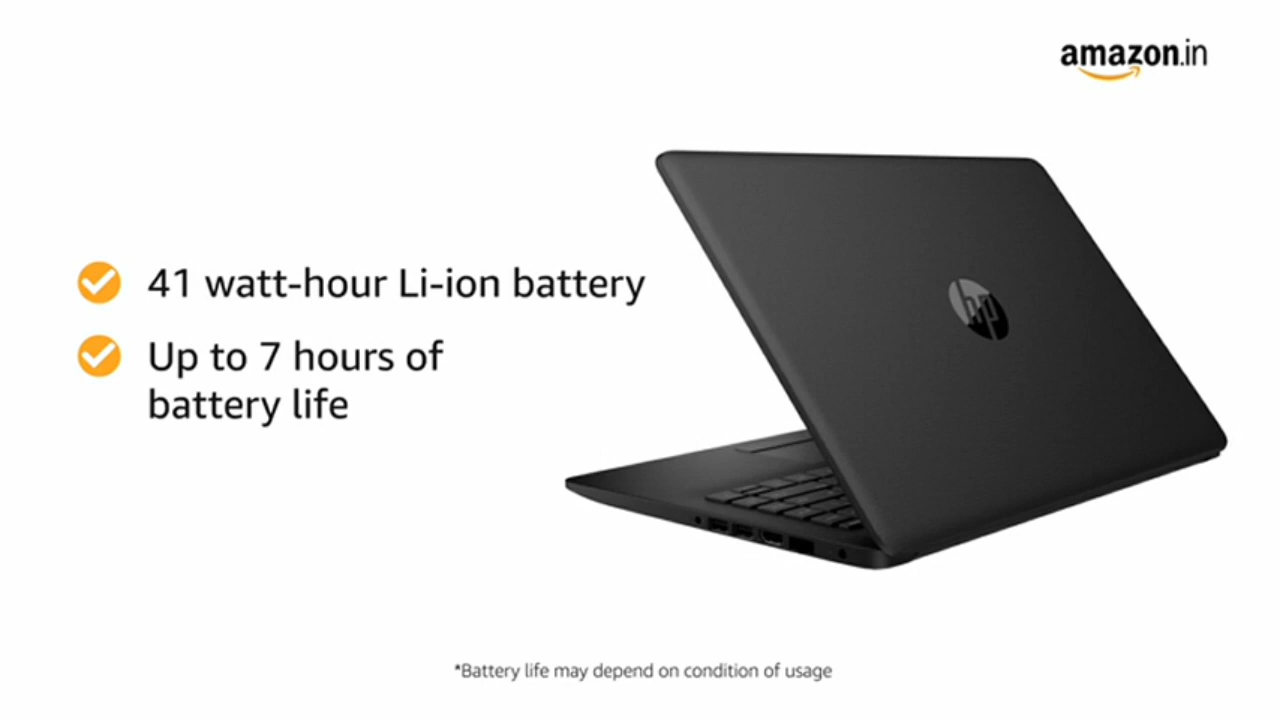 amazon.in
41 watt-hour Li-ion battery
Up to 7 hours of
battery life
hp
*Battery life may depend on condition of usage